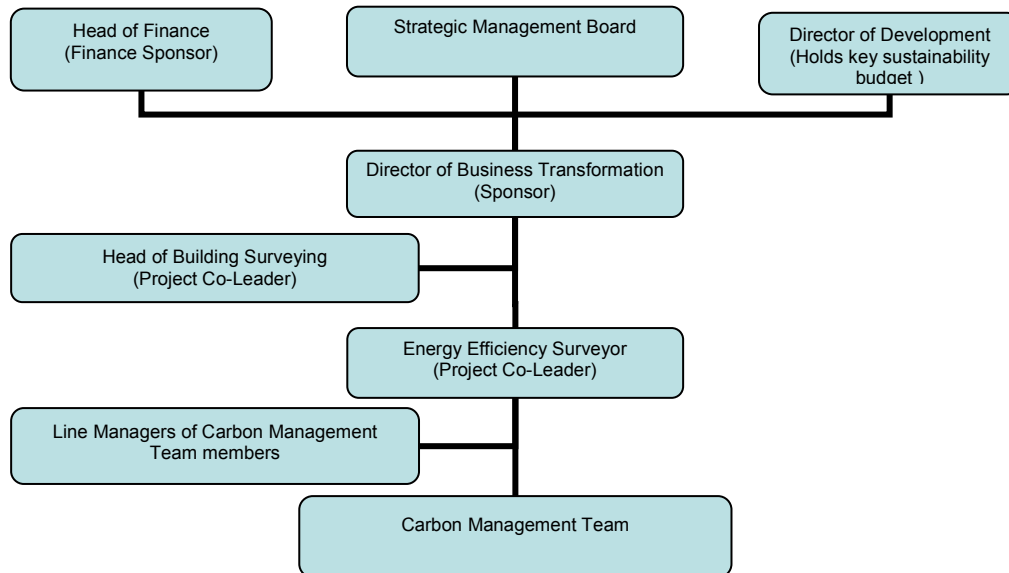 Head of Finance
(Finance Sponsor)
Strategic Management Board
Director of Development
(Holds key sustainability
budget )
Director of Business Transformation
(Sponsor)
Head of Building Surveying
(Project Co-Leader)
Energy Efficiency Surveyor
(Project Co-Leader)
Line Managers of Carbon Management
Team members
Carbon Management Team